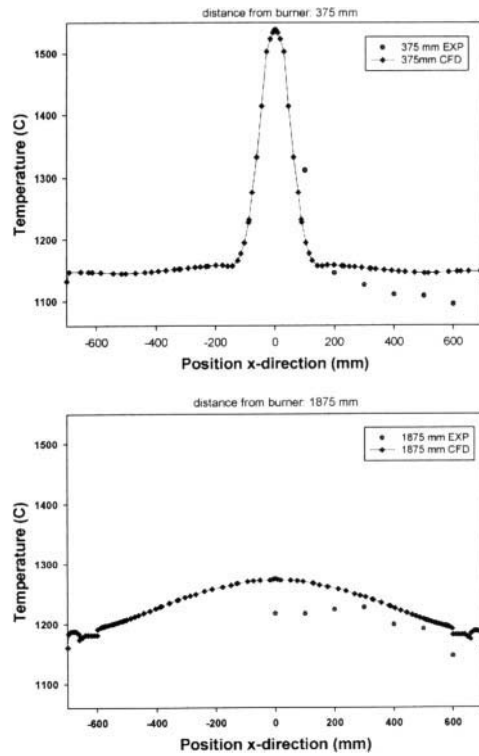 distance from burner: 375 mm
1500
1400
1300
1200
1100
Temperature (C)
375 mm EXP
375mm CFD
-600 -400 -200 0 200 400 600
Position x-direction (mm)
distance from burner: 1875 mm
1500
1400
1300
1200
1100
Temperature (C)
1875 mm EXP
1875 mm CFD
-600 -400 -200 0 200 400 600
Position x-direction (mm)